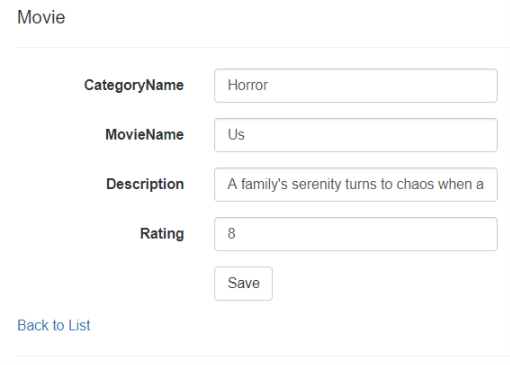 Movie
CategoryName Horror
MovieName Us
Description A family's serenity turns to chaos when a
Rating 8
Save
Back to List